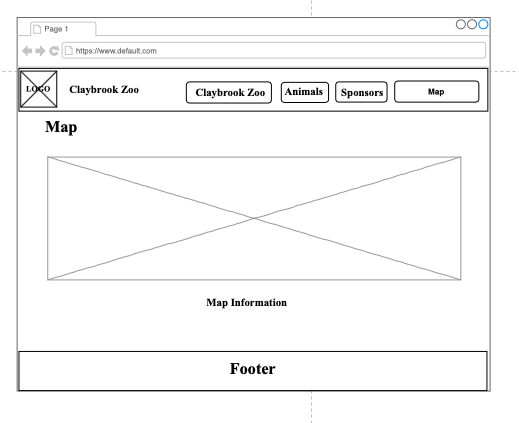 Page 1
https://www.default.com
LOGO
Claybrook Zoo
Claybrook Zoo
Animals
Sponsors
Map
Map
Map Information
Footer